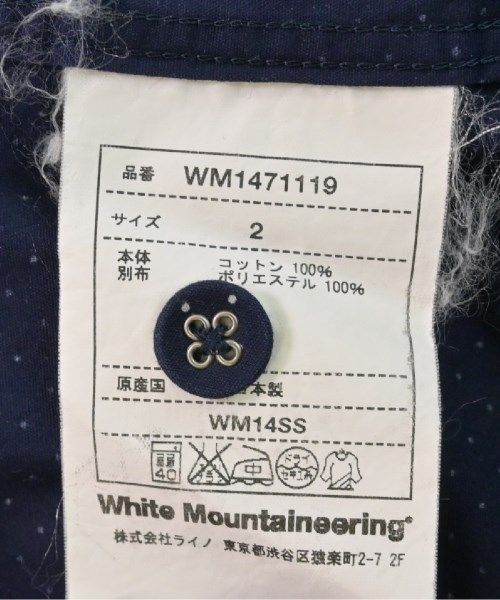 品番 WM1471119
サイズ 2
本体 コットン 100%
別布 ポリエステル 100%
原産国 本製
WM14SS
40
中
White Mountaineering®
株式会社ライノ 東京都渋谷区猿楽町2-7 2F